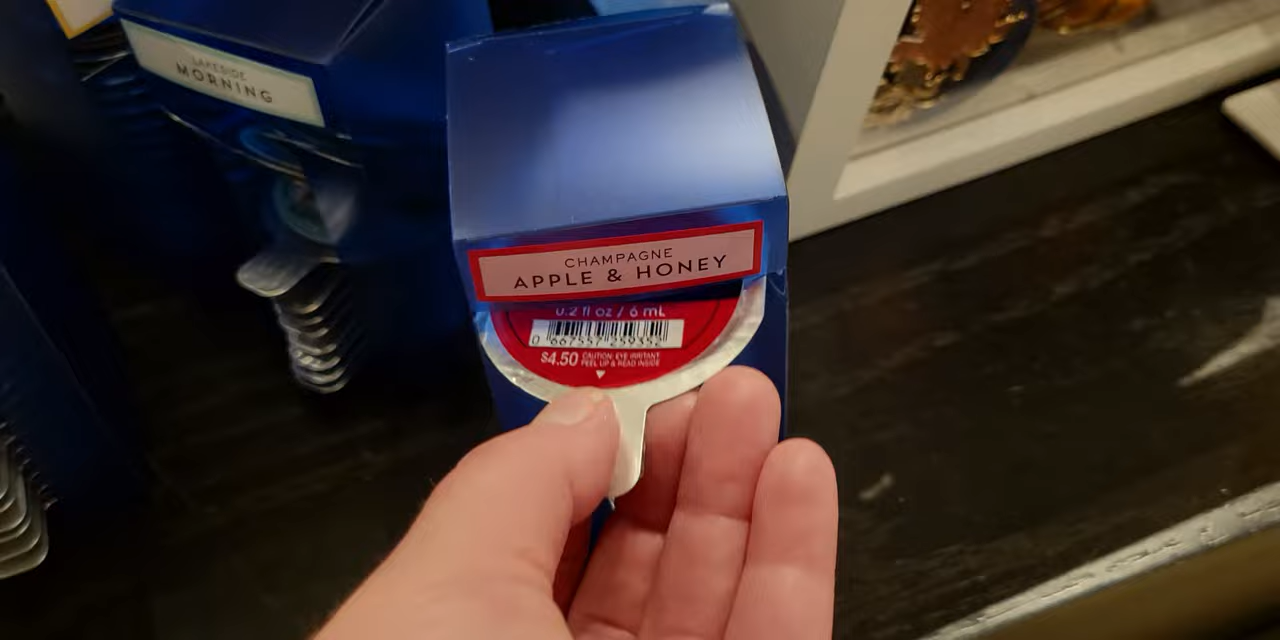 LAKESIDE
MORNING
CHAMPAGNE
APPLE & HONEY
0.2 fl oz / 6 mL
$4.50 CAUTION: EYE IRRITANT
PEEL UP & READ INSIDE